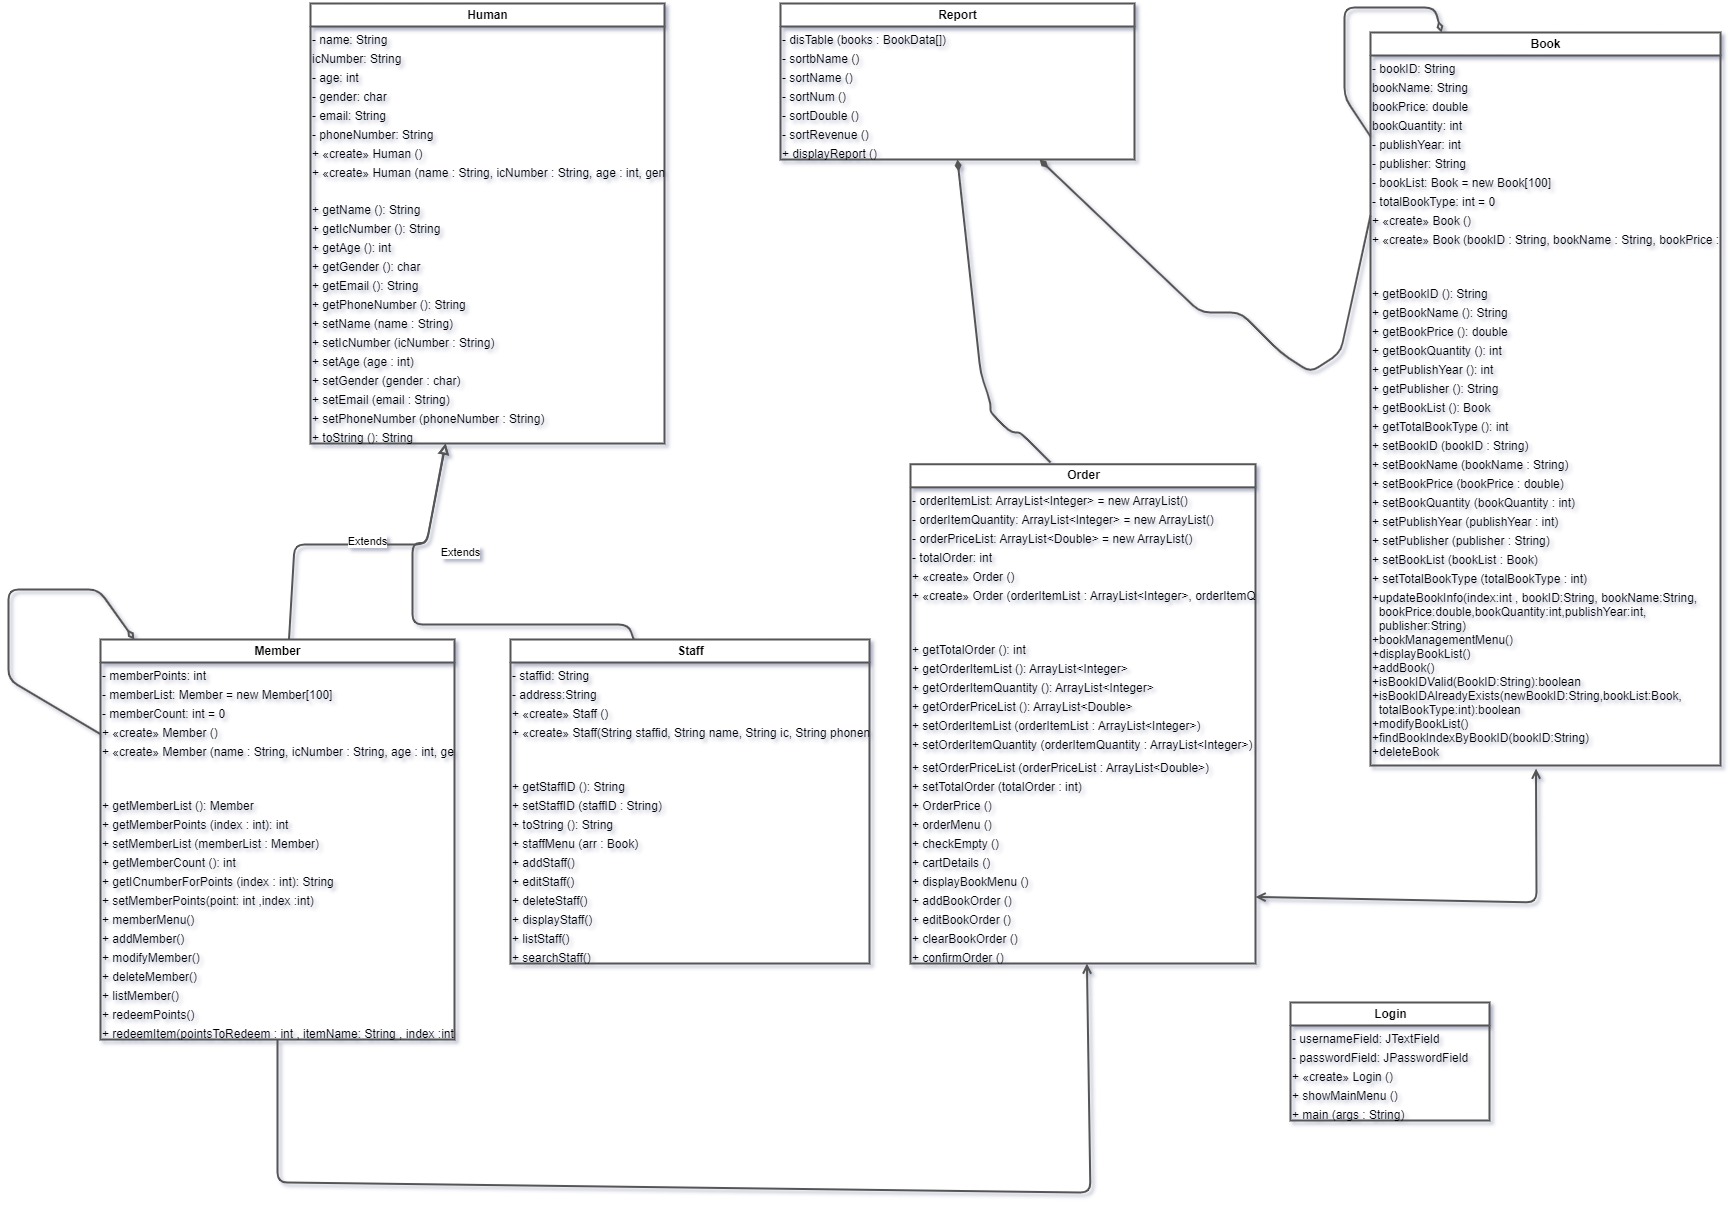 Human
- name: String
icNumber: String
- age: int
- gender: char
- email: String
- phoneNumber: String
+ «create» Human ()
+ «create» Human (name : String, icNumber : String, age : int, gen
+ getName (): String
+ getIcNumber (): String
+ getAge (): int
+ getGender (): char
+ getEmail (): String
+ getPhoneNumber (): String
+ setName (name : String)
+ setIcNumber (icNumber : String)
+ setAge (age : int)
+ setGender (gender : char)
+ setEmail (email : String)
+ setPhoneNumber (phoneNumber : String)
+ toString (): String
Report
- disTable (books : BookData[])
- sortbName ()
- sortName ()
- sortNum ()
- sortDouble ()
- sortRevenue ()
+ displayReport ()
Book
- bookID: String
bookName: String
bookPrice: double
bookQuantity: int
- publishYear: int
- publisher: String
- bookList: Book = new Book[100]
- totalBookType: int = 0
+ «create» Book ()
+ «create» Book (bookID : String, bookName : String, bookPrice :
+ getBookID (): String
+ getBookName (): String
+ getBookPrice (): double
+ getBookQuantity (): int
+ getPublishYear (): int
+ getPublisher (): String
+ getBookList (): Book
+ getTotalBookType (): int
+ setBookID (bookID : String)
+ setBookName (bookName : String)
+ setBookPrice (bookPrice : double)
+ setBookQuantity (bookQuantity : int)
+ setPublishYear (publishYear : int)
+ setPublisher (publisher : String)
+ setBookList (bookList : Book)
+ setTotalBookType (totalBookType : int)
+updateBookInfo(index:int , bookID:String, bookName:String,
bookPrice:double,bookQuantity:int,publishYear:int,
publisher:String)
+bookManagementMenu()
+displayBookList()
+addBook()
+isBookIDValid(BookID:String):boolean
+isBookIDAlreadyExists(newBookID:String,bookList:Book,
totalBookType:int):boolean
+modifyBookList()
+findBookIndexByBookID(bookID:String)
+deleteBook
Extends
Extends
Member
- memberPoints: int
- memberList: Member = new Member[100]
- memberCount: int = 0
+ «create» Member ()
+ «create» Member (name : String, icNumber : String, age : int, ge
+ getMemberList (): Member
+ getMemberPoints (index : int): int
+ setMemberList (memberList : Member)
+ getMemberCount (): int
+ getICnumberForPoints (index : int): String
+ setMemberPoints(point: int ,index :int)
+ memberMenu()
+ addMember()
+ modifyMember()
+ deleteMember()
+ listMember()
+ redeemPoints()
+ redeemItem(pointsToRedeem : int , itemName: String , index :int
Staff
- staffid: String
- address:String
+ «create» Staff ()
+ «create» Staff(String staffid, String name, String ic, String phonen
+ getStaffID (): String
+ setStaffID (staffID : String)
+ toString (): String
+ staffMenu (arr : Book)
+ addStaff()
+ editStaff()
+ deleteStaff()
+ displayStaff()
+ listStaff()
+ searchStaff()
Order
- orderItemList: ArrayList<Integer> = new ArrayList()
- orderItemQuantity: ArrayList<Integer> = new ArrayList()
- orderPriceList: ArrayList<Double> = new ArrayList()
- totalOrder: int
+ «create» Order ()
+ «create» Order (orderItemList : ArrayList<Integer>, orderItemQ
+ getTotalOrder (): int
+ getOrderItemList (): ArrayList<Integer>
+ getOrderItemQuantity (): ArrayList<Integer>
+ getOrderPriceList (): ArrayList<Double>
+ setOrderItemList (orderItemList : ArrayList<Integer>)
+ setOrderItemQuantity (orderItemQuantity : ArrayList<Integer>)
+ setOrderPriceList (orderPriceList : ArrayList<Double>)
+ setTotalOrder (totalOrder : int)
+ OrderPrice ()
+ orderMenu ()
+ checkEmpty ()
+ cartDetails ()
+ displayBookMenu ()
+ addBookOrder ()
+ editBookOrder ()
+ clearBookOrder ()
+ confirmOrder ()
Login
- usernameField: JTextField
- passwordField: JPasswordField
+ «create» Login ()
+ showMainMenu ()
+ main (args : String)